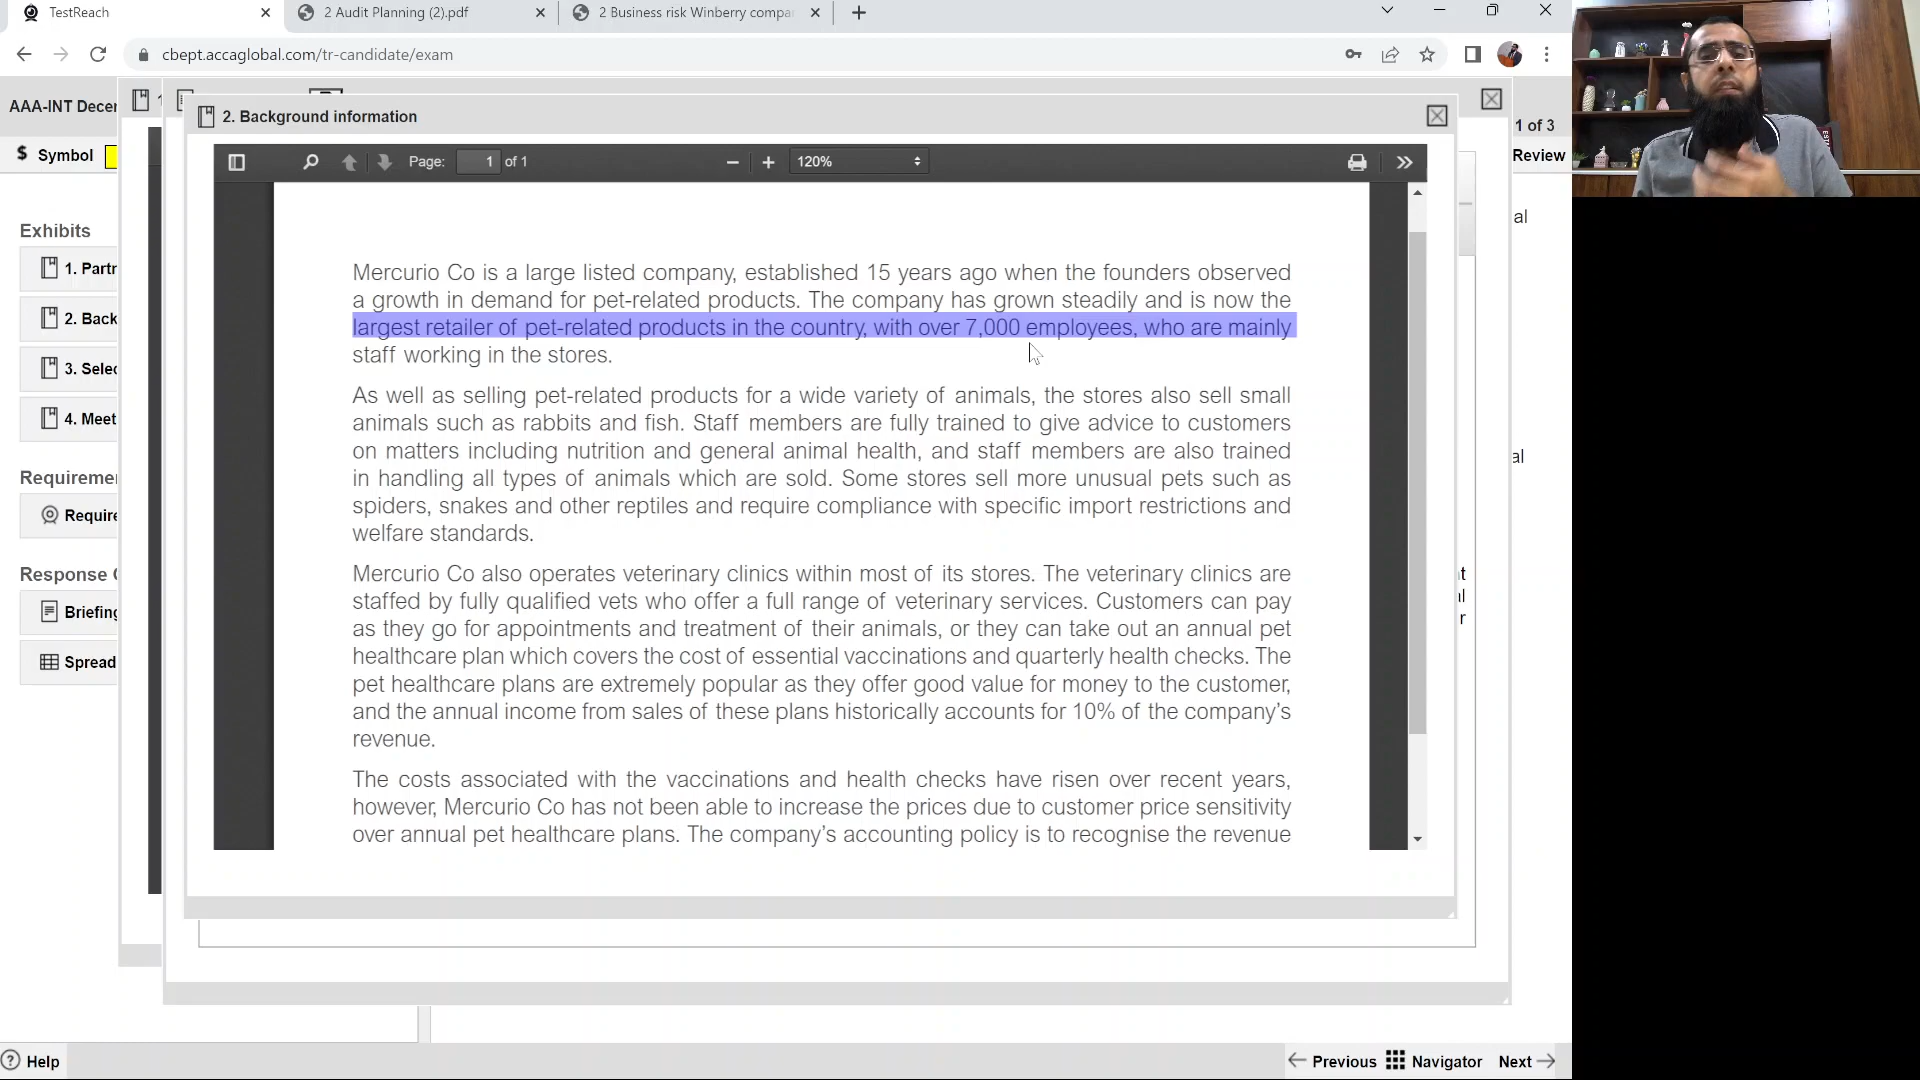 TestReach
2 Audit Planning (2).pdf
2 Business risk Winberry compa
cbept.accaglobal.com/tr-candidate/exam
AAA-INT Decer
1 of 3
$ Symbol
Review
2. Background information
Page: 1 of 1
120%
Exhibits
1. Partr
2. Back
3. Selec
4. Meet
Requiremer
Require
Response
Briefing
Spread
al
al
t
al
r
Mercurio Co is a large listed company, established 15 years ago when the founders observed
a growth in demand for pet-related products. The company has grown steadily and is now the
largest retailer of pet-related products in the country, with over 7,000 employees, who are mainly
staff working in the stores.
As well as selling pet-related products for a wide variety of animals, the stores also sell small
animals such as rabbits and fish. Staff members are fully trained to give advice to customers
on matters including nutrition and general animal health, and staff members are also trained
in handling all types of animals which are sold. Some stores sell more unusual pets such as
spiders, snakes and other reptiles and require compliance with specific import restrictions and
welfare standards.
Mercurio Co also operates veterinary clinics within most of its stores. The veterinary clinics are
staffed by fully qualified vets who offer a full range of veterinary services. Customers can pay
as they go for appointments and treatment of their animals, or they can take out an annual pet
healthcare plan which covers the cost of essential vaccinations and quarterly health checks. The
pet healthcare plans are extremely popular as they offer good value for money to the customer,
and the annual income from sales of these plans historically accounts for 10% of the company's
revenue.
The costs associated with the vaccinations and health checks have risen over recent years,
however, Mercurio Co has not been able to increase the prices due to customer price sensitivity
over annual pet healthcare plans. The company's accounting policy is to recognise the revenue
Help
Previous
Navigator
Next